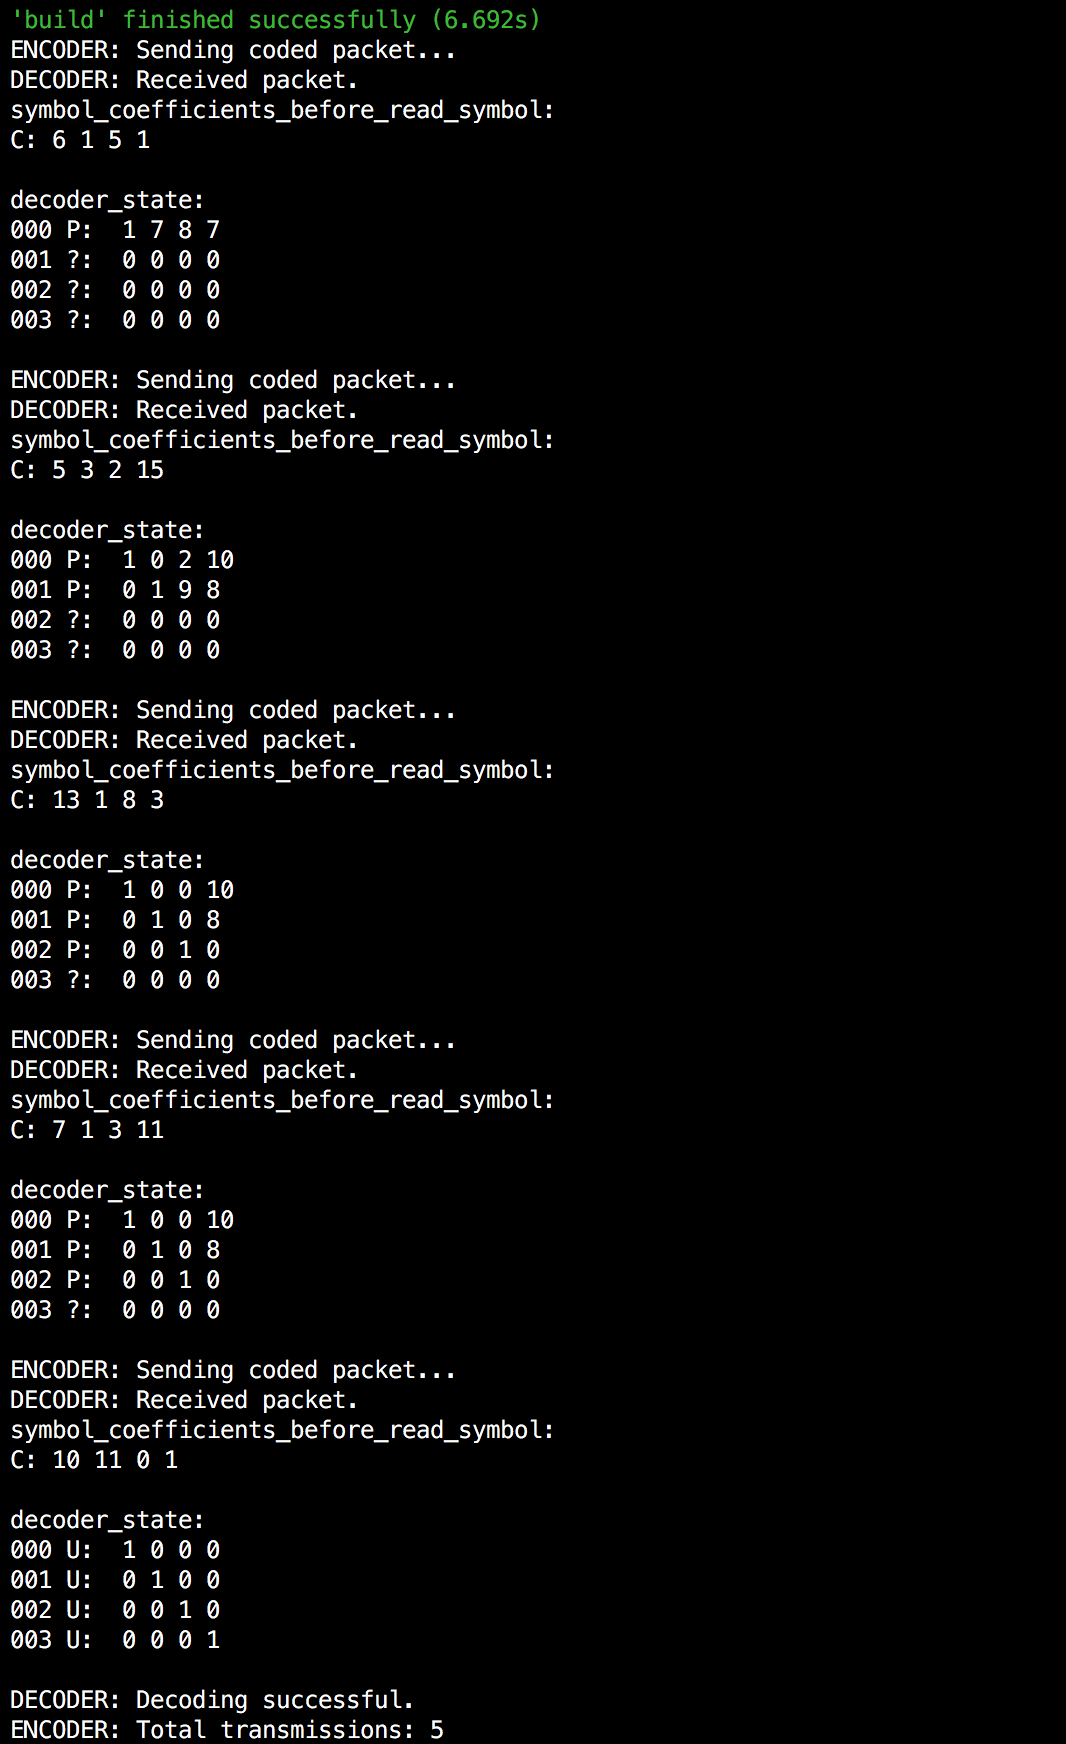 'build' finished successfully (6.692s)
ENCODER: Sending coded packet...
DECODER: Received packet.
symbol_coefficients_before_read_symbol:
C: 6 1 5 1

decoder_state:
000 P:  1 7 8 7
001 ?:  0 0 0 0
002 ?:  0 0 0 0
003 ?:  0 0 0 0

ENCODER: Sending coded packet...
DECODER: Received packet.
symbol_coefficients_before_read_symbol:
C: 5 3 2 15

decoder_state:
000 P:  1 0 2 10
001 P:  0 1 9 8
002 ?:  0 0 0 0
003 ?:  0 0 0 0

ENCODER: Sending coded packet...
DECODER: Received packet.
symbol_coefficients_before_read_symbol:
C: 13 1 8 3

decoder_state:
000 P:  1 0 0 10
001 P:  0 1 0 8
002 P:  0 0 1 0
003 ?:  0 0 0 0

ENCODER: Sending coded packet...
DECODER: Received packet.
symbol_coefficients_before_read_symbol:
C: 7 1 3 11

decoder_state:
000 P:  1 0 0 10
001 P:  0 1 0 8
002 P:  0 0 1 0
003 ?:  0 0 0 0

ENCODER: Sending coded packet...
DECODER: Received packet.
symbol_coefficients_before_read_symbol:
C: 10 11 0 1

decoder_state:
000 U:  1 0 0 0
001 U:  0 1 0 0
002 U:  0 0 1 0
003 U:  0 0 0 1

DECODER: Decoding successful.
ENCODER: Total transmissions: 5